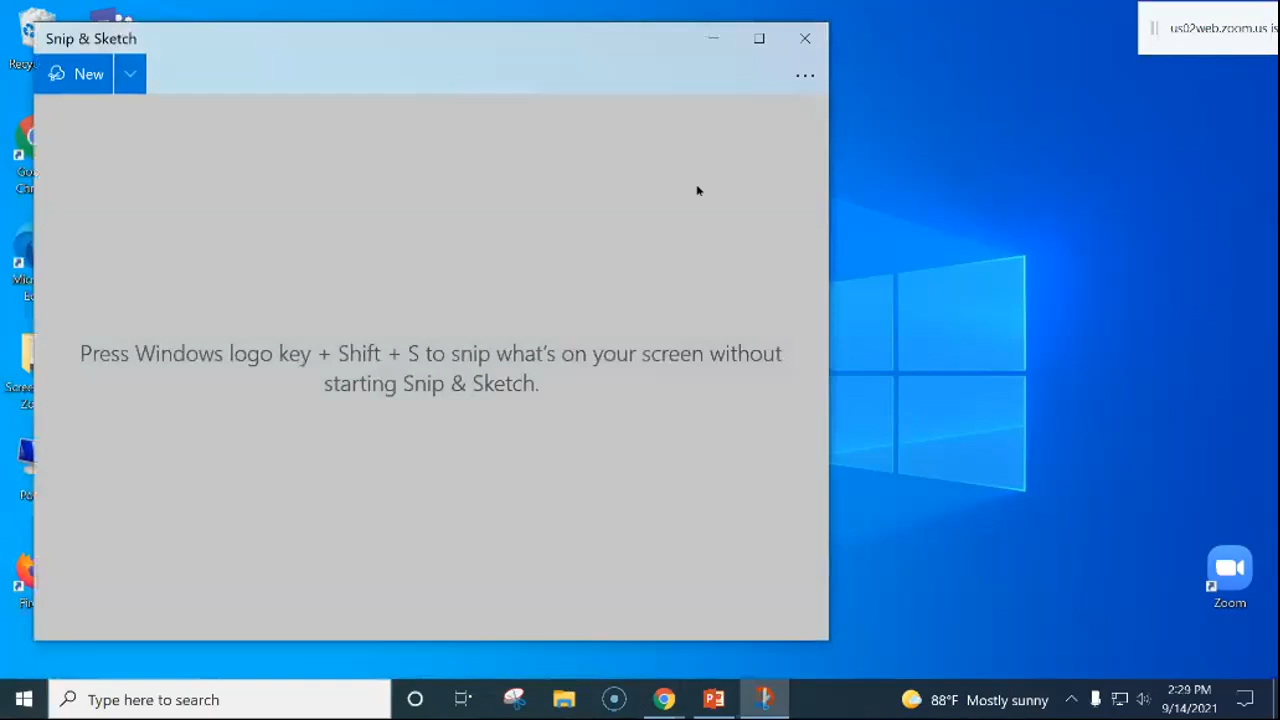 Snip & Sketch
us02web.zoom.us is
New
Press Windows logo key + Shift + S to snip what's on your screen without
starting Snip & Sketch.
Zoom
Type here to search
88°F Mostly sunny
2:29 PM
9/14/2021